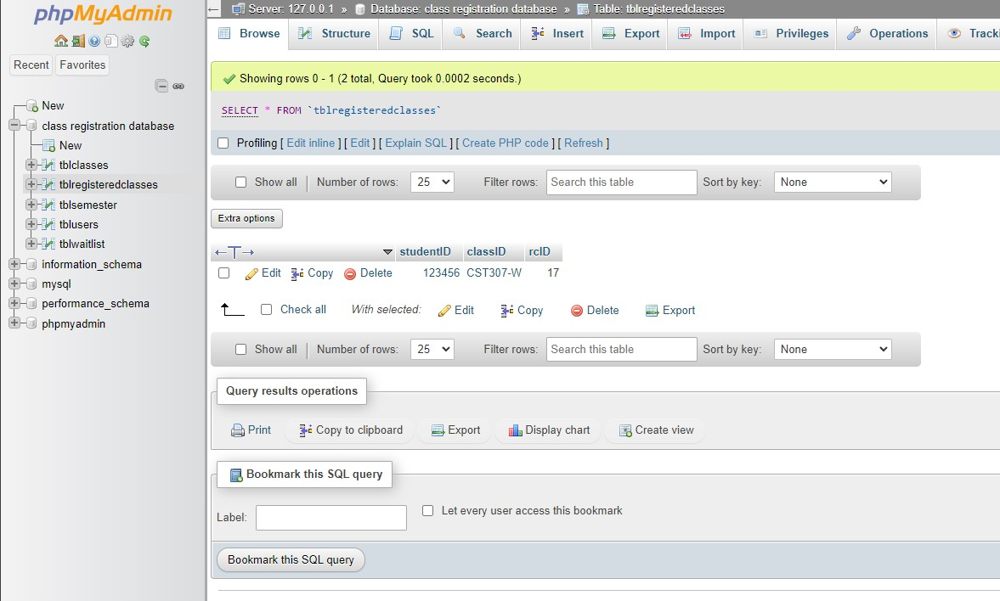 phpMyAdmin
Recent Favorites
New
class registration database
New
tblclasses
tblregisteredclasses
tblsemester
tblusers
tblwaitlist
information_schema
mysql
performance_schema
phpmyadmin
Server: 127.0.0.1 » Database: class registration database » Table: tblregisteredclasses
Browse Structure SQL Search Insert Export Import Privileges Operations Tracki
Showing rows 0 - 1 (2 total, Query took 0.0002 seconds.)
SELECT * FROM `tblregisteredclasses`
Profiling [ Edit inline ] [ Edit ] [ Explain SQL ] [ Create PHP code ] [ Refresh ]
Show all Number of rows: 25 Filter rows: Search this table Sort by key: None
Extra options
←T→ studentID classID rcID
Edit Copy Delete 123456 CST307-W 17
Check all With selected: Edit Copy Delete Export
Show all Number of rows: 25 Filter rows: Search this table Sort by key: None
Query results operations
Print Copy to clipboard Export Display chart Create view
Bookmark this SQL query
Label: Let every user access this bookmark
Bookmark this SQL query